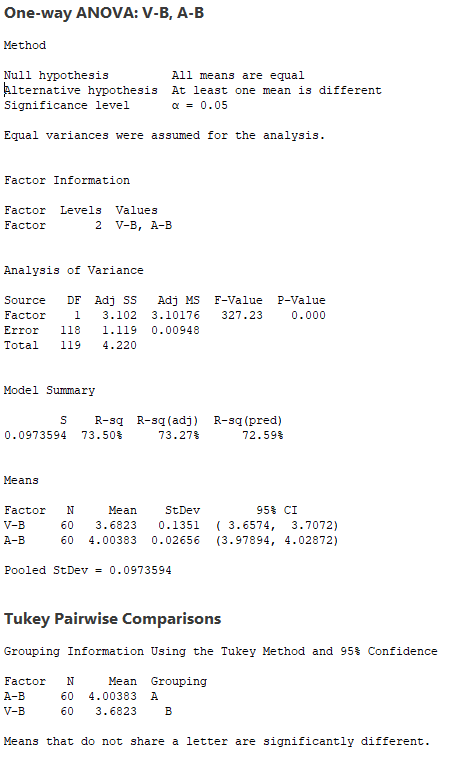 One-way ANOVA: V-B, A-B
Method
Null hypothesis All means are equal
Alternative hypothesis At least one mean is different
Significance level α = 0.05
Equal variances were assumed for the analysis.
Factor Information
Factor Levels Values
Factor 2 V-B, A-B
Analysis of Variance
Source DF Adj SS Adj MS F-Value P-Value
Factor 1 3.102 3.10176 327.23 0.000
Error 118 1.119 0.00948
Total 119 4.220
Model Summary
S R-sq R-sq(adj) R-sq(pred)
0.0973594 73.50% 73.27% 72.59%
Means
Factor N Mean StDev 95% CI
V-B 60 3.6823 0.1351 ( 3.6574, 3.7072)
A-B 60 4.00383 0.02656 (3.97894, 4.02872)
Pooled StDev = 0.0973594
Tukey Pairwise Comparisons
Grouping Information Using the Tukey Method and 95% Confidence
Factor N Mean Grouping
A-B 60 4.00383 A
V-B 60 3.6823 B
Means that do not share a letter are significantly different.